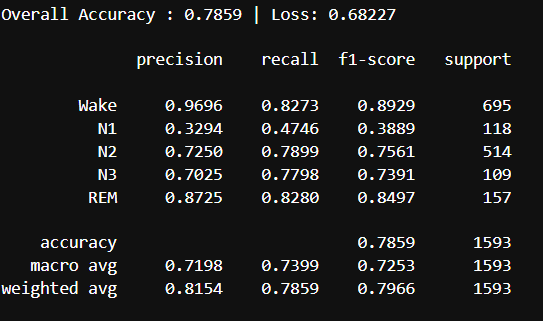 Overall Accuracy : 0.7859 | Loss: 0.68227
precision recall f1-score support
Wake 0.9696 0.8273 0.8929 695
N1 0.3294 0.4746 0.3889 118
N2 0.7250 0.7899 0.7561 514
N3 0.7025 0.7798 0.7391 109
REM 0.8725 0.8280 0.8497 157
accuracy 0.7859 1593
macro avg 0.7198 0.7399 0.7253 1593
weighted avg 0.8154 0.7859 0.7966 1593